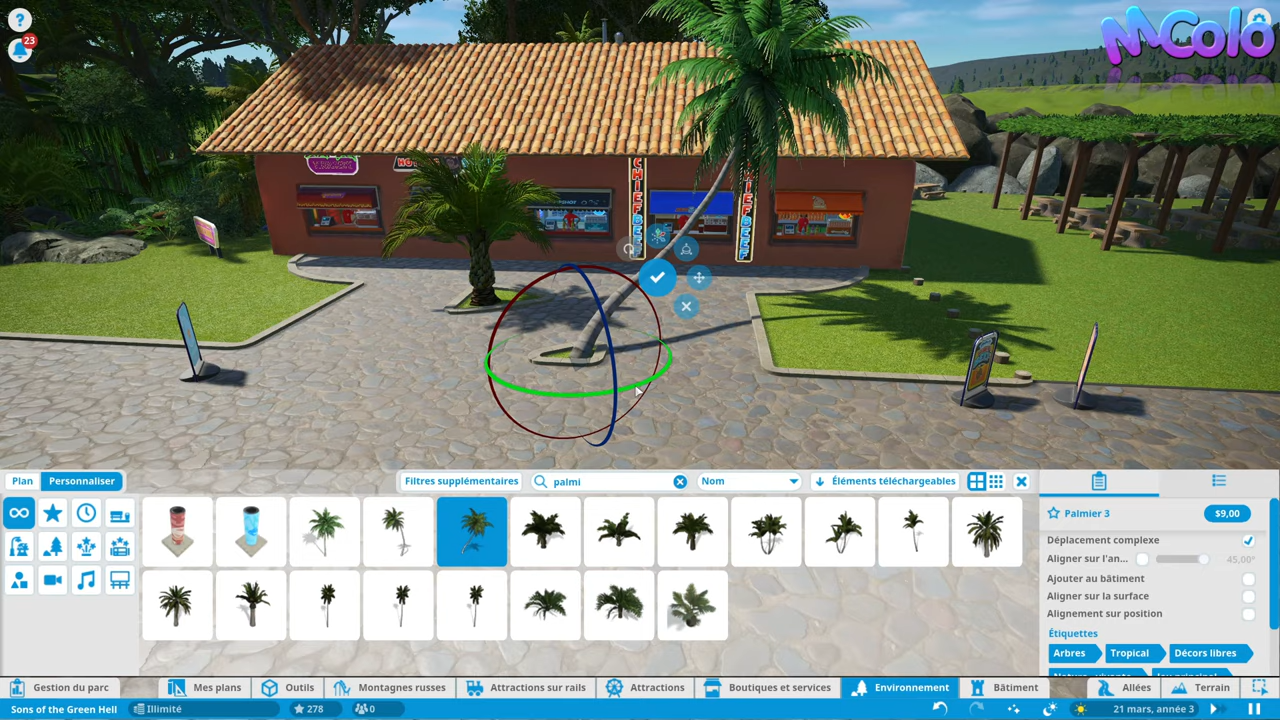 ?
23
MColo
HO
CHIEF BEEF
CHIEF BEEF
Plan
Personnaliser
Filtres supplémentaires
palmi
Nom
Éléments téléchargeables
Palmier 3
$9,00
Déplacement complexe
Aligner sur l'an...
45,00°
Ajouter au bâtiment
Aligner sur la surface
Alignement sur position
Étiquettes
Arbres
Tropical
Décors libres
Gestion du parc
Mes plans
Outils
Montagnes russes
Attractions sur rails
Attractions
Boutiques et services
Environnement
Bâtiment
Allées
Terrain
Sons of the Green Hell
Illimité
278
0
21 mars, année 3